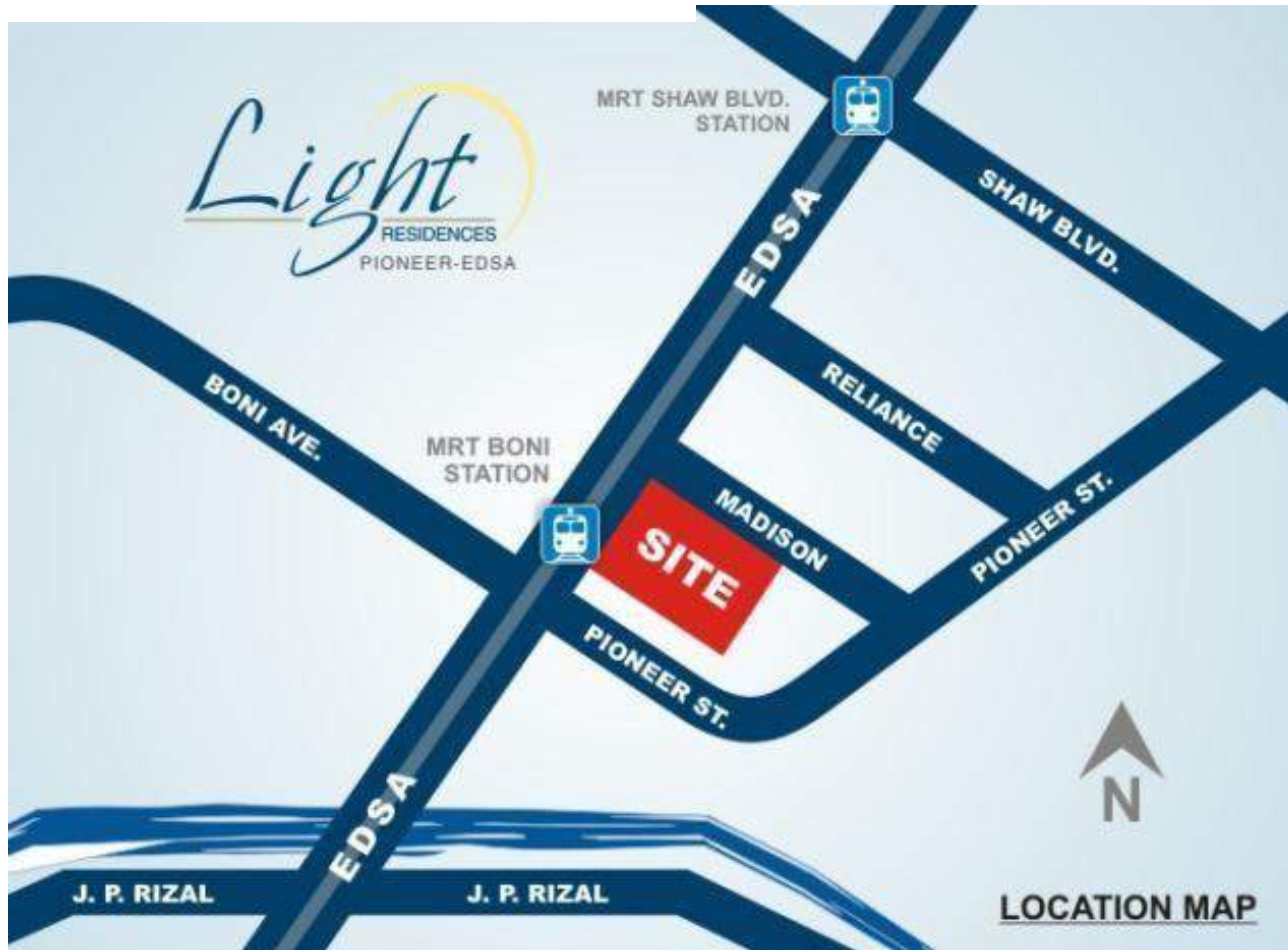 MRT SHAW BLVD.
STATION
Light
RESIDENCES
PIONEER-EDSA
SHAW BLVD.
EDSA
RELIANCE
BONI AVE.
MRT BONI
STATION
MADISON
SITE
PIONEER ST.
PIONEER ST.
EDSA
N
J. P. RIZAL
J. P. RIZAL
LOCATION MAP